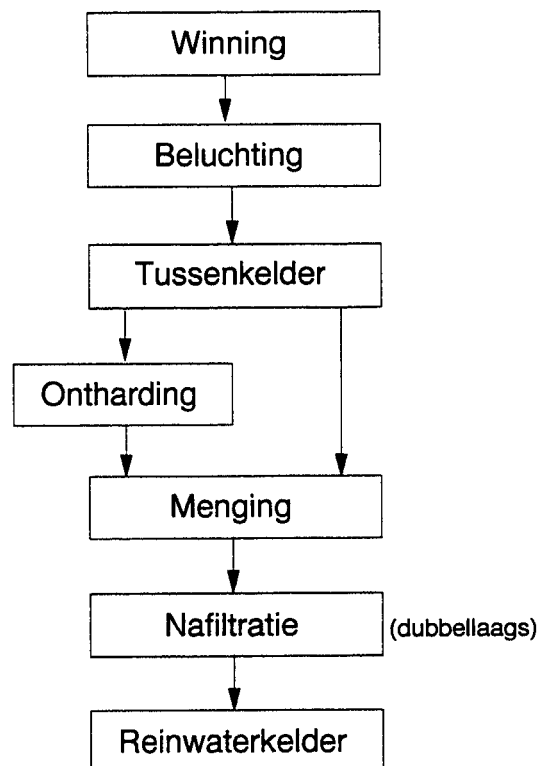 Winning
Beluchting
Tussenkelder
Ontharding
Menging
Nafiltratie (dubbellaags)
Reinwaterkelder